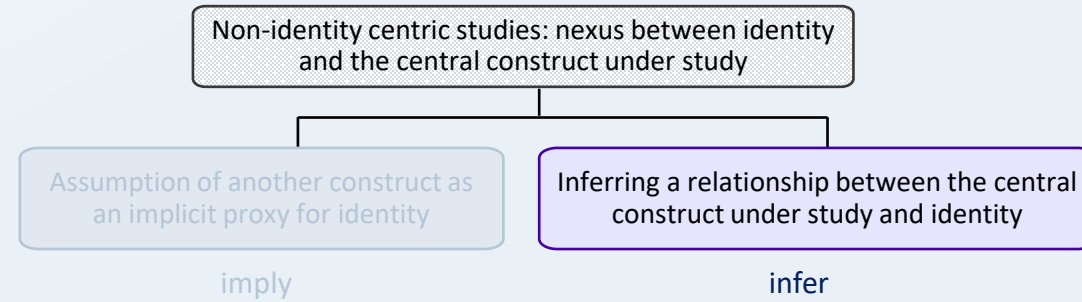 Non-identity centric studies: nexus between identity
and the central construct under study
Assumption of another construct as
an implicit proxy for identity
Inferring a relationship between the central
construct under study and identity
imply
infer